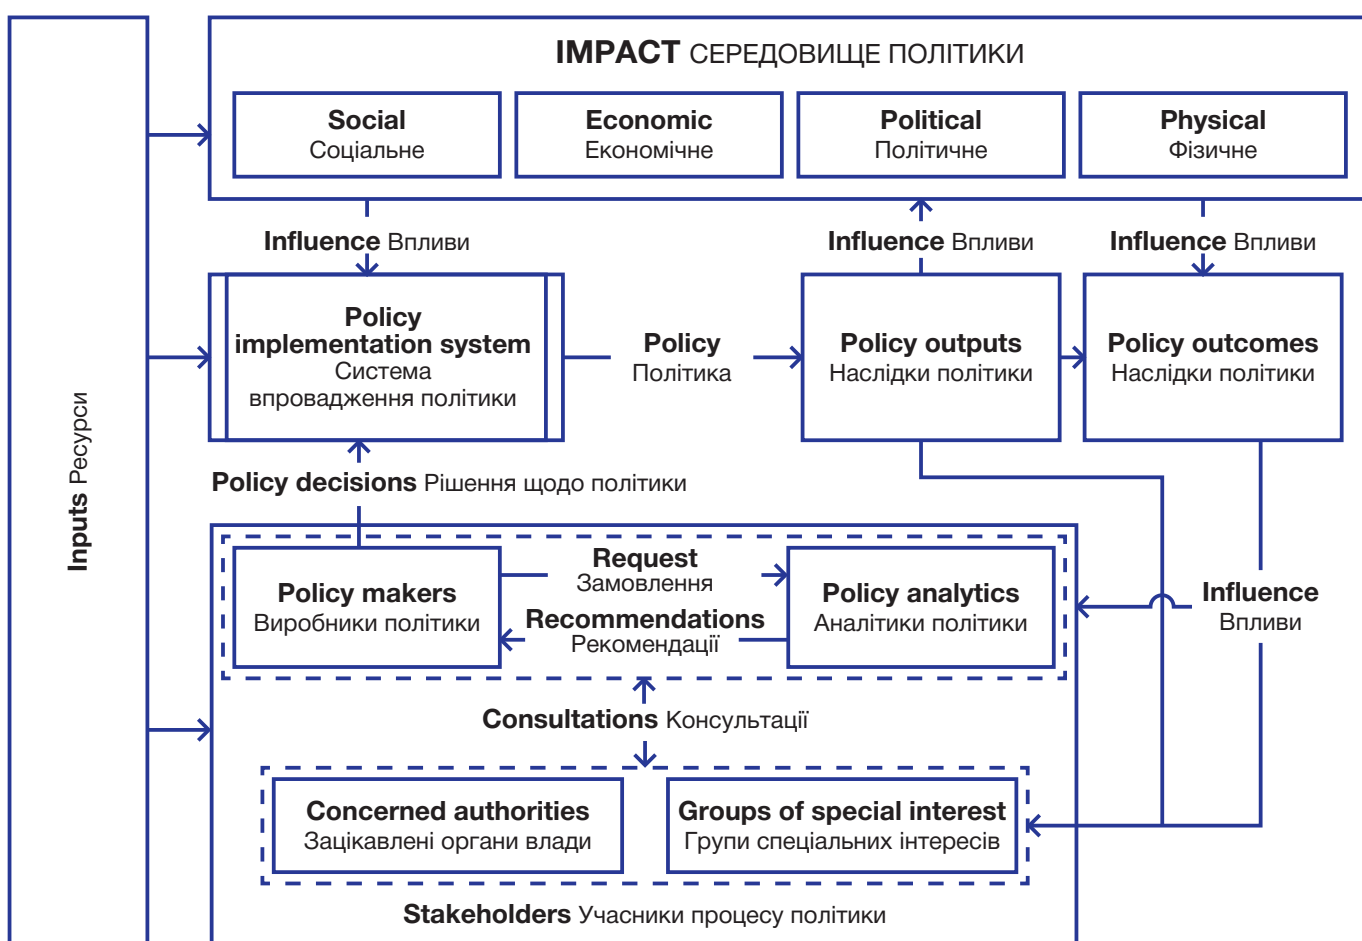 IMPACT СЕРЕДОВИЩЕ ПОЛІТИКИ
Social
Соціальне
Economic
Економічне
Political
Політичне
Physical
Фізичне
Influence Впливи
Influence Впливи
Influence Впливи
Policy
implementation system
Система
впровадження політики
Policy
Політика
Policy outputs
Наслідки політики
Policy outcomes
Наслідки політики
Inputs Ресурси
Policy decisions Рішення щодо політики
Policy makers
Виробники політики
Request
Замовлення
Recommendations
Рекомендації
Policy analytics
Аналітики політики
Influence
Впливи
Consultations Консультації
Concerned authorities
Зацікавлені органи влади
Groups of special interest
Групи спеціальних інтересів
Stakeholders Учасники процесу політики